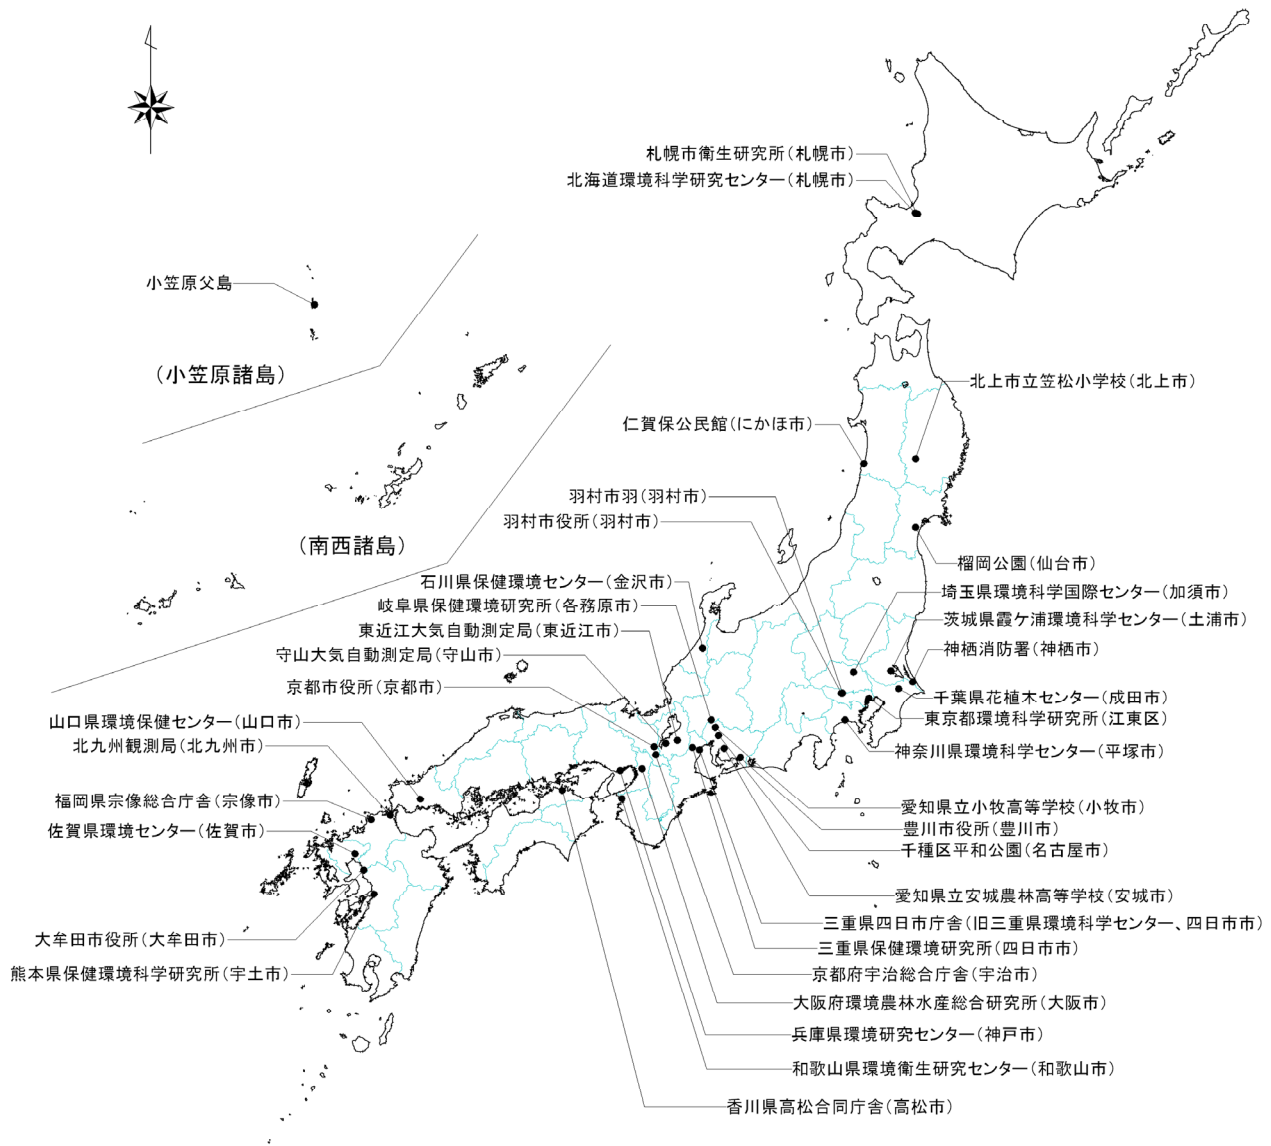 札幌市衛生研究所(札幌市)
北海道環境科学研究センター(札幌市)
小笠原父島
(小笠原諸島)
北上市立笠松小学校(北上市)
仁賀保公民館(にかほ市)
羽村市羽(羽村市)
羽村市役所(羽村市)
(南西諸島)
榴岡公園(仙台市)
石川県保健環境センター(金沢市)
埼玉県環境科学国際センター(加須市)
岐阜県保健環境研究所(各務原市)
茨城県霞ケ浦環境科学センター(土浦市)
東近江大気自動測定局(東近江市)
神栖消防署(神栖市)
守山大気自動測定局(守山市)
京都市役所(京都市)
千葉県花植木センター(成田市)
東京都環境科学研究所(江東区)
山口県環境保健センター(山口市)
北九州観測局(北九州市)
神奈川県環境科学センター(平塚市)
福岡県宗像総合庁舎(宗像市)
愛知県立小牧高等学校(小牧市)
佐賀県環境センター(佐賀市)
豊川市役所(豊川市)
千種区平和公園(名古屋市)
愛知県立安城農林高等学校(安城市)
三重県四日市庁舎(旧三重県環境科学センター、四日市市)
大牟田市役所(大牟田市)
三重県保健環境研究所(四日市市)
熊本県保健環境科学研究所(宇土市)
京都府宇治総合庁舎(宇治市)
大阪府環境農林水産総合研究所(大阪市)
兵庫県環境研究センター(神戸市)
和歌山県環境衛生研究センター(和歌山市)
香川県高松合同庁舎(高松市)